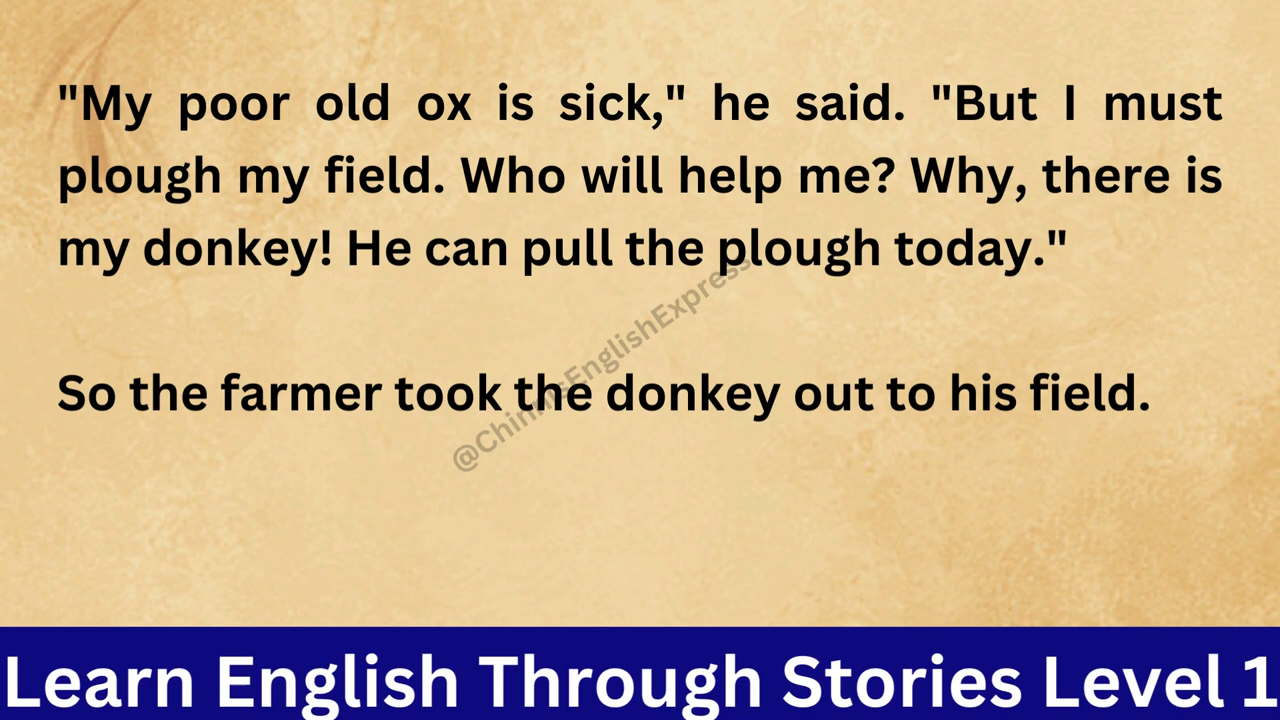 "My poor old ox is sick," he said. "But I must
plough my field. Who will help me? Why, there is
my donkey! He can pull the plough today."
So the farmer took the donkey out to his field.
Learn English Through Stories Level 1